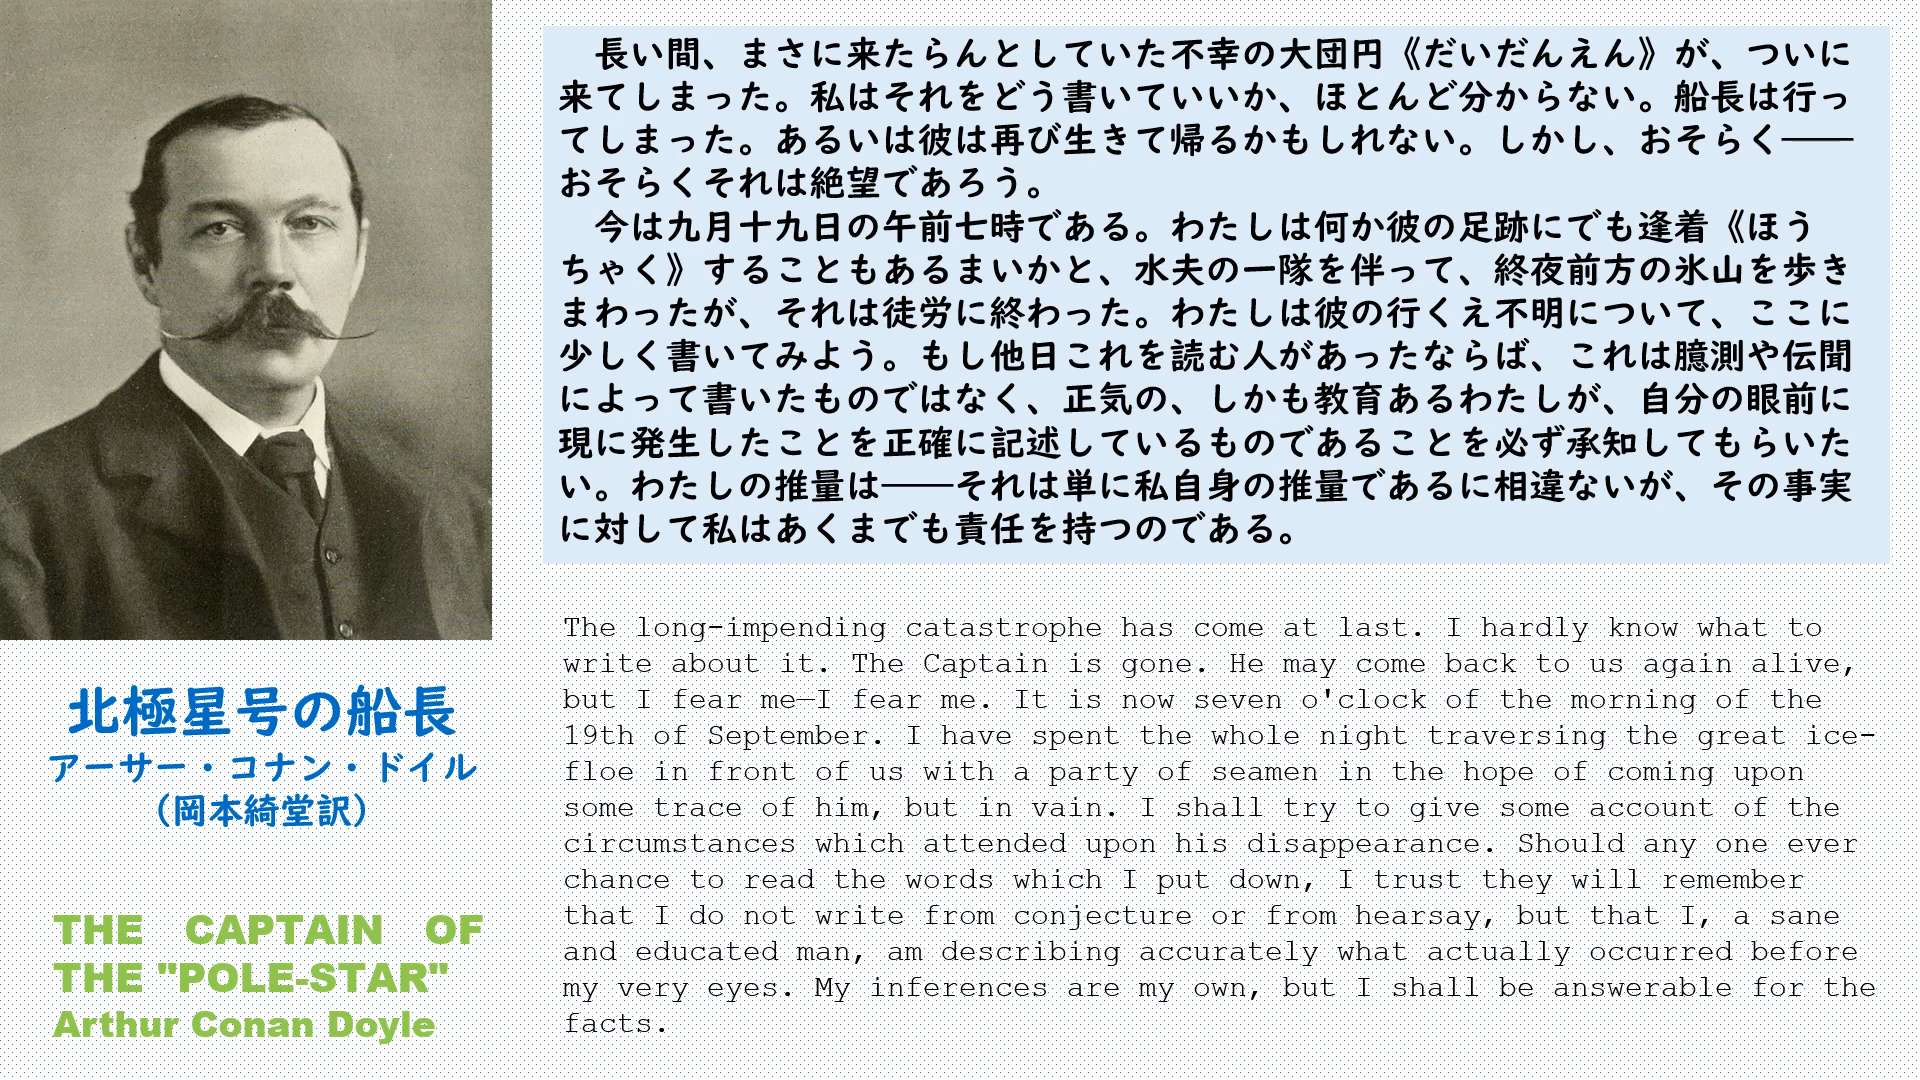 長い間、まさに来たらんとしていた不幸の大団円《だいだんえん》が、ついに
来てしまった。私はそれをどう書いていいか、ほとんど分からない。船長は行っ
てしまった。あるいは彼は再び生きて帰るかもしれない。しかし、おそらく――
おそらくそれは絶望であろう。
今は九月十九日の午前七時である。わたしは何か彼の足跡にでも逢着《ほう
ちゃく》することもあるまいかと、水夫の一隊を伴って、終夜前方の氷山を歩き
まわったが、それは徒労に終わった。わたしは彼の行くえ不明について、ここに
少しく書いてみよう。もし他日これを読む人があったならば、これは臆測や伝聞
によって書いたものではなく、正気の、しかも教育あるわたしが、自分の眼前に
現に発生したことを正確に記述しているものであることを必ず承知してもらいた
い。わたしの推量は――それは単に私自身の推量であるに相違ないが、その事実
に対して私はあくまでも責任を持つのである。
The long-impending catastrophe has come at last. I hardly know what to
write about it. The Captain is gone. He may come back to us again alive,
but I fear me—I fear me. It is now seven o'clock of the morning of the
19th of September. I have spent the whole night traversing the great ice-
floe in front of us with a party of seamen in the hope of coming upon
some trace of him, but in vain. I shall try to give some account of the
circumstances which attended upon his disappearance. Should any one ever
chance to read the words which I put down, I trust they will remember
that I do not write from conjecture or from hearsay, but that I, a sane
and educated man, am describing accurately what actually occurred before
my very eyes. My inferences are my own, but I shall be answerable for the
facts.
北極星号の船長
アーサー・コナン・ドイル
（岡本綺堂訳）
THE CAPTAIN OF
THE "POLE-STAR"
Arthur Conan Doyle